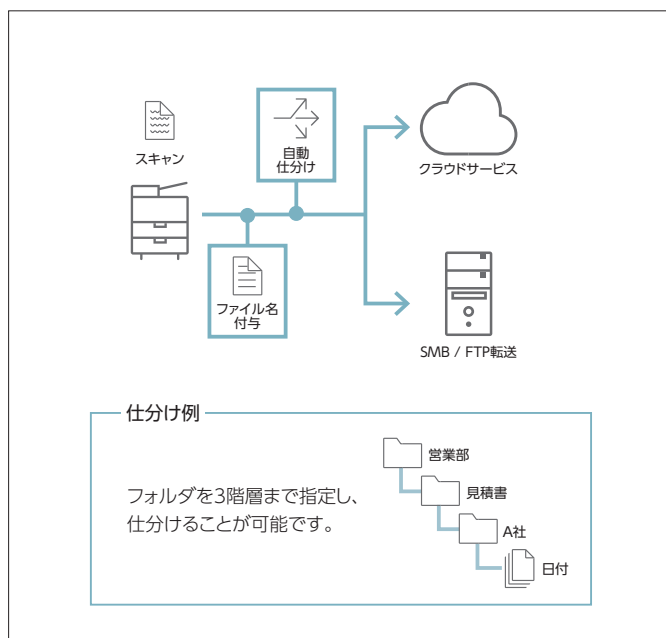 スキャン
自動
仕分け
クラウドサービス
ファイル名
付与
SMB / FTP転送
仕分け例
フォルダを3階層まで指定し、
仕分けることが可能です。
営業部
見積書
A社
日付